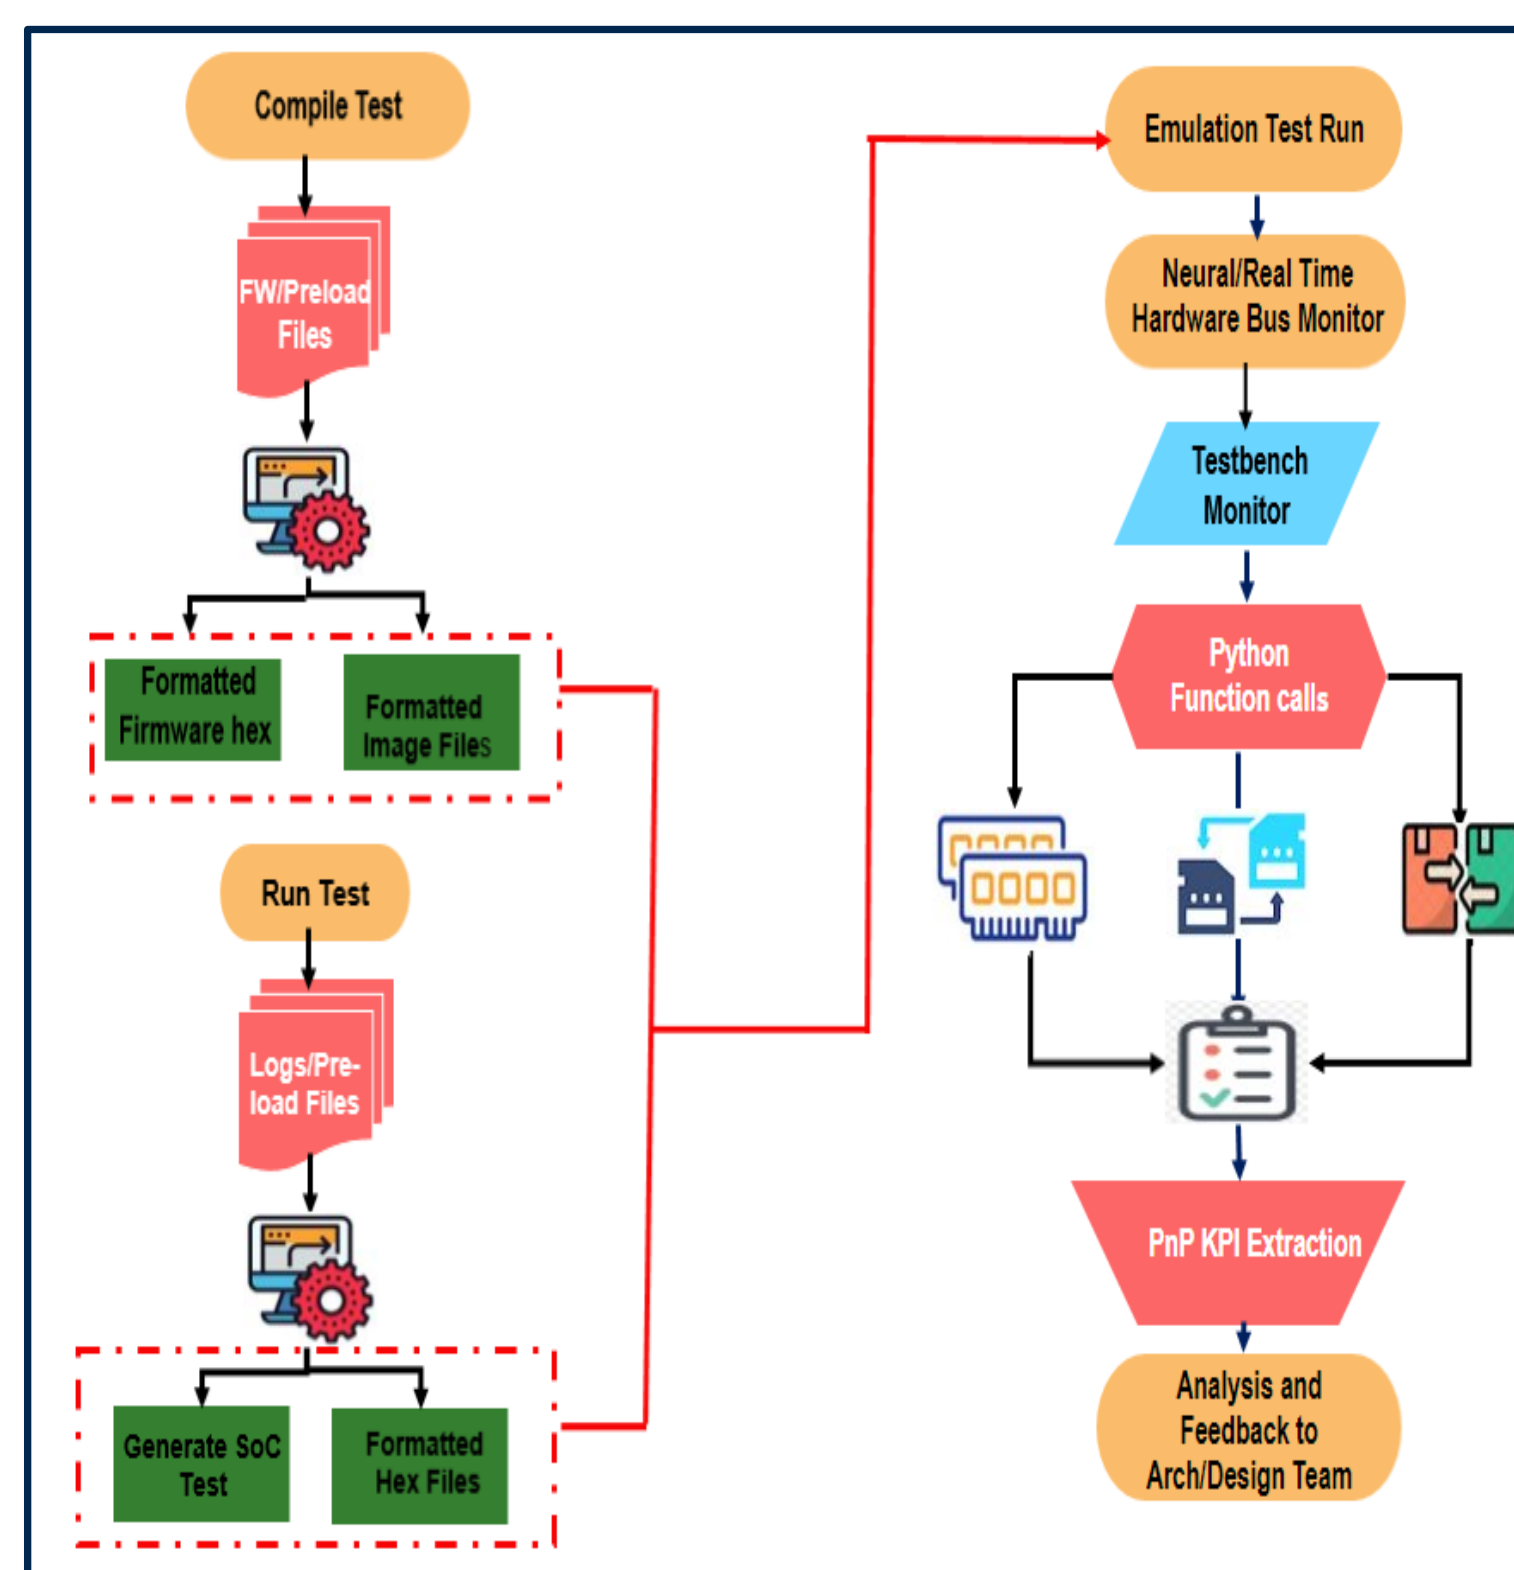 Compile Test
FW/Preload
Files
Formatted
Firmware hex
Formatted
Image Files
Run Test
Logs/Pre-
load Files
Generate SoC
Test
Formatted
Hex Files
Emulation Test Run
Neural/Real Time
Hardware Bus Monitor
Testbench
Monitor
Python
Function calls
PnP KPI Extraction
Analysis and
Feedback to
Arch/Design Team